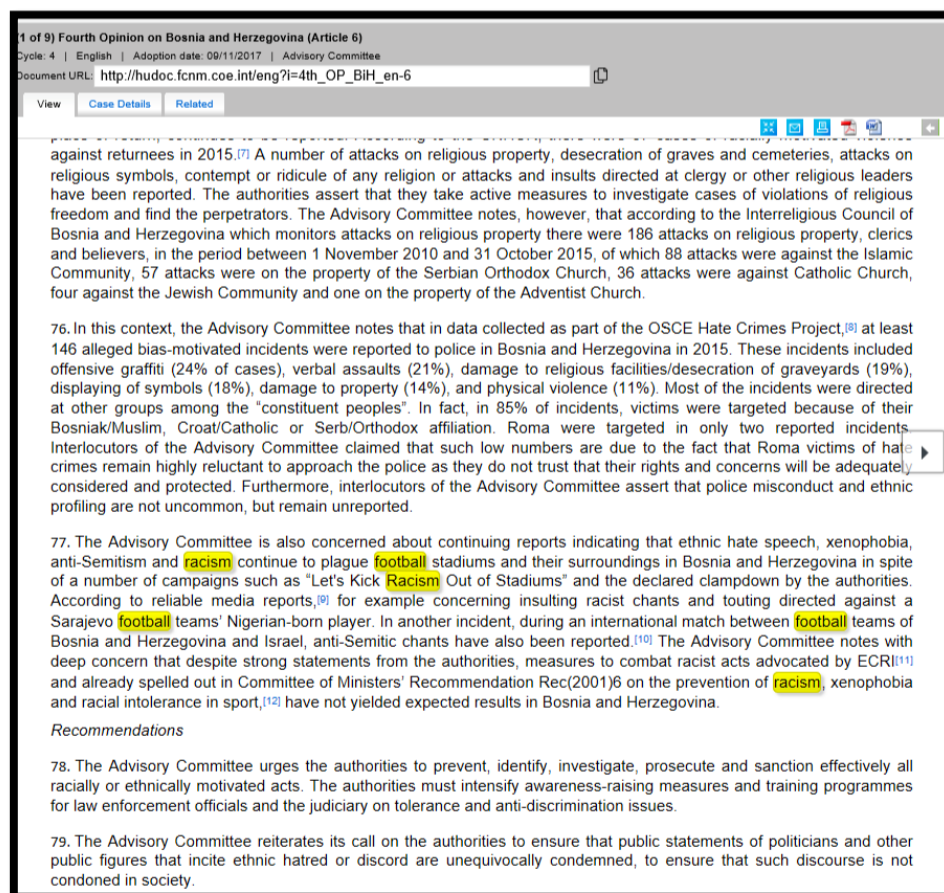 (1 of 9) Fourth Opinion on Bosnia and Herzegovina (Article 6)
Cycle: 4 | English | Adoption date: 09/11/2017 | Advisory Committee
Document URL: http://hudoc.fcnm.coe.int/eng?i=4th_OP_BiH_en-6
View Case Details Related
against returnees in 2015.[7] A number of attacks on religious property, desecration of graves and cemeteries, attacks on
religious symbols, contempt or ridicule of any religion or attacks and insults directed at clergy or other religious leaders
have been reported. The authorities assert that they take active measures to investigate cases of violations of religious
freedom and find the perpetrators. The Advisory Committee notes, however, that according to the Interreligious Council of
Bosnia and Herzegovina which monitors attacks on religious property there were 186 attacks on religious property, clerics
and believers, in the period between 1 November 2010 and 31 October 2015, of which 88 attacks were against the Islamic
Community, 57 attacks were on the property of the Serbian Orthodox Church, 36 attacks were against Catholic Church,
four against the Jewish Community and one on the property of the Adventist Church.
76. In this context, the Advisory Committee notes that in data collected as part of the OSCE Hate Crimes Project,[8] at least
146 alleged bias-motivated incidents were reported to police in Bosnia and Herzegovina in 2015. These incidents included
offensive graffiti (24% of cases), verbal assaults (21%), damage to religious facilities/desecration of graveyards (19%),
displaying of symbols (18%), damage to property (14%), and physical violence (11%). Most of the incidents were directed
at other groups among the "constituent peoples". In fact, in 85% of incidents, victims were targeted because of their
Bosniak/Muslim, Croat/Catholic or Serb/Orthodox affiliation. Roma were targeted in only two reported incidents.
Interlocutors of the Advisory Committee claimed that such low numbers are due to the fact that Roma victims of hate
crimes remain highly reluctant to approach the police as they do not trust that their rights and concerns will be adequately
considered and protected. Furthermore, interlocutors of the Advisory Committee assert that police misconduct and ethnic
profiling are not uncommon, but remain unreported.
77. The Advisory Committee is also concerned about continuing reports indicating that ethnic hate speech, xenophobia,
anti-Semitism and racism continue to plague football stadiums and their surroundings in Bosnia and Herzegovina in spite
of a number of campaigns such as "Let's Kick Racism Out of Stadiums" and the declared clampdown by the authorities.
According to reliable media reports,[9] for example concerning insulting racist chants and touting directed against a
Sarajevo football teams' Nigerian-born player. In another incident, during an international match between football teams of
Bosnia and Herzegovina and Israel, anti-Semitic chants have also been reported.[10] The Advisory Committee notes with
deep concern that despite strong statements from the authorities, measures to combat racist acts advocated by ECRI[11]
and already spelled out in Committee of Ministers' Recommendation Rec(2001)6 on the prevention of racism, xenophobia
and racial intolerance in sport,[12] have not yielded expected results in Bosnia and Herzegovina.
Recommendations
78. The Advisory Committee urges the authorities to prevent, identify, investigate, prosecute and sanction effectively all
racially or ethnically motivated acts. The authorities must intensify awareness-raising measures and training programmes
for law enforcement officials and the judiciary on tolerance and anti-discrimination issues.
79. The Advisory Committee reiterates its call on the authorities to ensure that public statements of politicians and other
public figures that incite ethnic hatred or discord are unequivocally condemned, to ensure that such discourse is not
condoned in society.